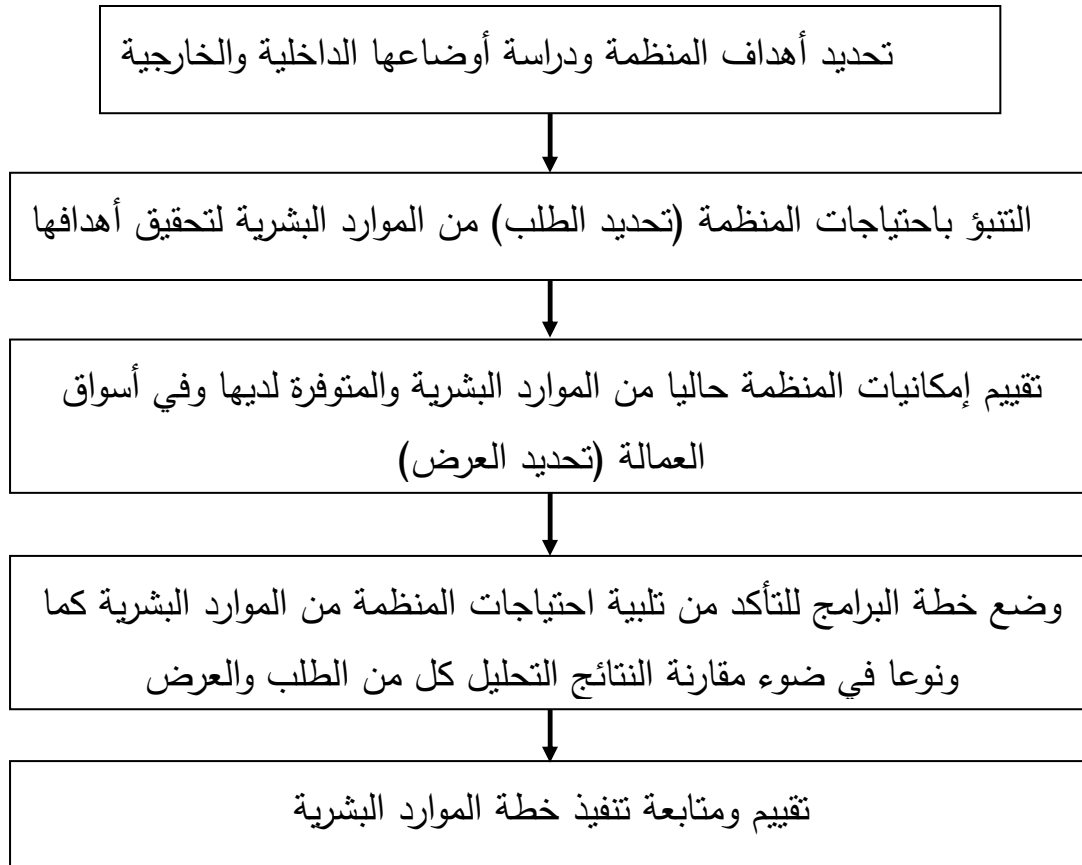 تحديد أهداف المنظمة ودراسة أوضاعها الداخلية والخارجية
التنبؤ باحتياجات المنظمة (تحديد الطلب) من الموارد البشرية لتحقيق أهدافها
تقييم إمكانيات المنظمة حاليا من الموارد البشرية والمتوفرة لديها وفي أسواق
العمالة (تحديد العرض)
وضع خطة البرامج للتأكد من تلبية احتياجات المنظمة من الموارد البشرية كما
ونوعا في ضوء مقارنة النتائج التحليل كل من الطلب والعرض
تقييم ومتابعة تنفيذ خطة الموارد البشرية